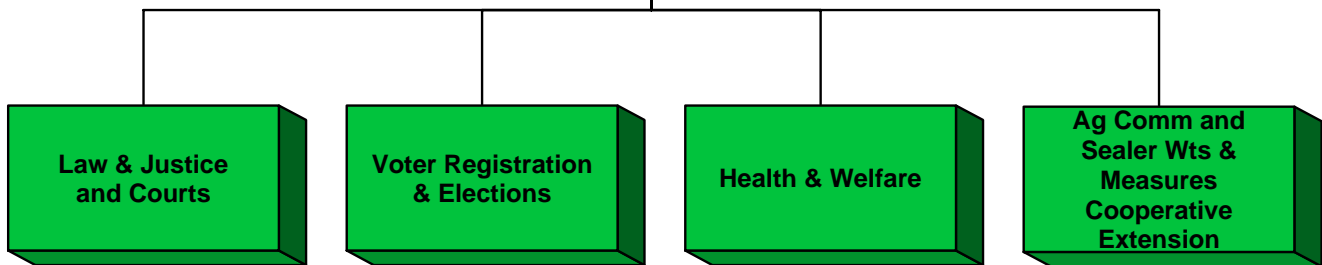 Law & Justice
and Courts
Voter Registration
& Elections
Health & Welfare
Ag Comm and
Sealer Wts &
Measures
Cooperative
Extension